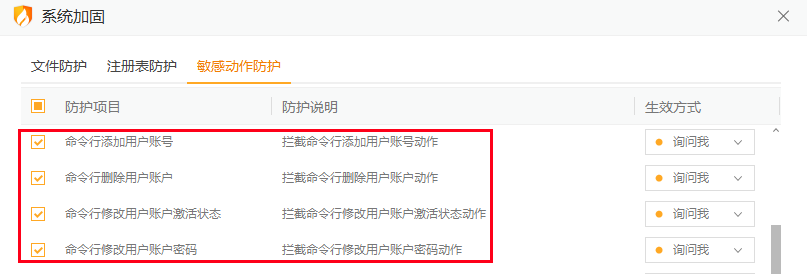 系统加固
文件防护 注册表防护 敏感动作防护
防护项目 防护说明 生效方式
命令行添加用户账号 拦截命令行添加用户账号动作 询问我
命令行删除用户账户 拦截命令行删除用户账户动作 询问我
命令行修改用户账户激活状态 拦截命令行修改用户账户激活状态动作 询问我
命令行修改用户账户密码 拦截命令行修改用户账户密码动作 询问我